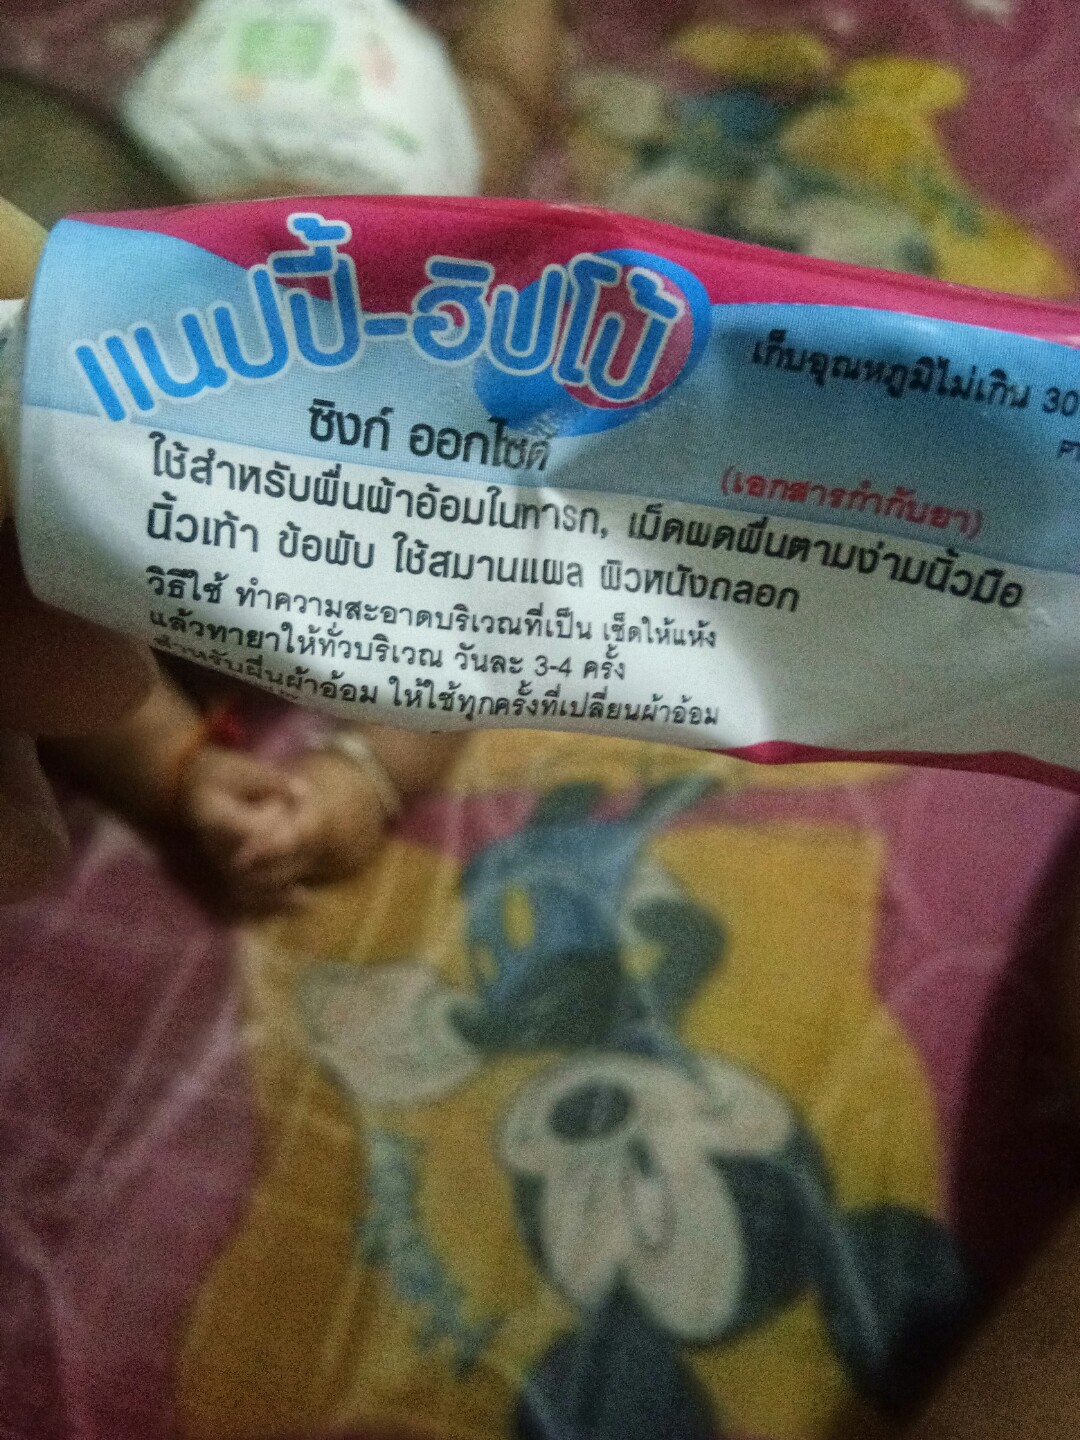 แนปปี้-ฮิปโป้
ซิงก์ ออกไซด์
เก็บอุณหภูมิไม่เกิน 30
(เอกสารกำกับยา)
ใช้สำหรับผื่นผ้าอ้อมในทารก, เม็ดผดผื่นตามง่ามนิ้วมือ
นิ้วเท้า ข้อพับ ใช้สมานแผล ผิวหนังถลอก
วิธีใช้ ทำความสะอาดบริเวณที่เป็น เช็ดให้แห้ง
แล้วทายาให้ทั่วบริเวณ วันละ 3-4 ครั้ง
สำหรับผื่นผ้าอ้อม ให้ใช้ทุกครั้งที่เปลี่ยนผ้าอ้อม